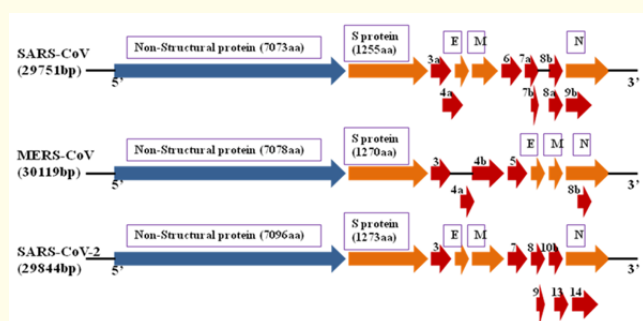 S protein
(1255aa)
Non-Structural protein (7073aa)
E M N
SARS-CoV
(29751bp)
3a 6 7a 8b
5' 3'
4a 7b 8a 9b
S protein
(1270aa)
Non-Structural protein (7078aa)
E M N
MERS-CoV
(30119bp)
3 4b 5
5' 3'
4a 8b
S protein
(1273aa)
Non-Structural protein (7096aa)
E M N
SARS-CoV-2
(29844bp)
3 7 8 10b
5' 3'
9 13 14